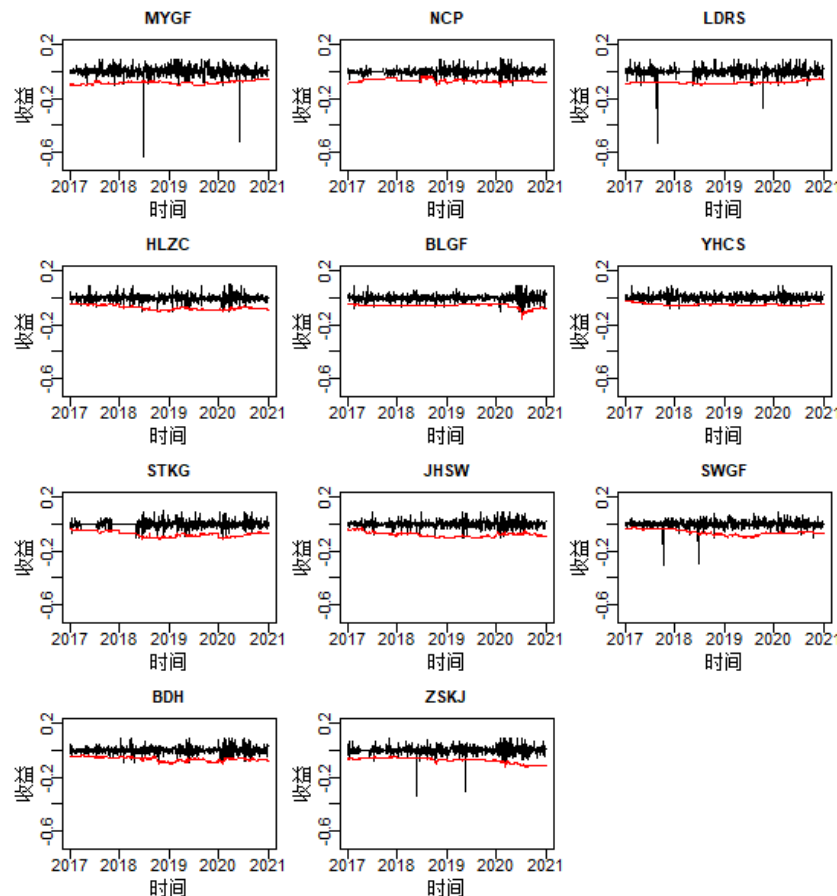 MYGF NCP LDRS
收益 0.2 -0.2 -0.6 收益 0.2 -0.2 -0.6 收益 0.2 -0.2 -0.6
2017 2018 2019 2020 2021 2017 2018 2019 2020 2021 2017 2018 2019 2020 2021
时间 时间 时间
HLZC BLGF YHCS
收益 0.2 -0.2 -0.6 收益 0.2 -0.2 -0.6 收益 0.2 -0.2 -0.6
2017 2018 2019 2020 2021 2017 2018 2019 2020 2021 2017 2018 2019 2020 2021
时间 时间 时间
STKG JHSW SWGF
收益 0.2 -0.2 -0.6 收益 0.2 -0.2 -0.6 收益 0.2 -0.2 -0.6
2017 2018 2019 2020 2021 2017 2018 2019 2020 2021 2017 2018 2019 2020 2021
时间 时间 时间
BDH ZSKJ
收益 0.2 -0.2 -0.6 收益 0.2 -0.2 -0.6
2017 2018 2019 2020 2021 2017 2018 2019 2020 2021
时间 时间